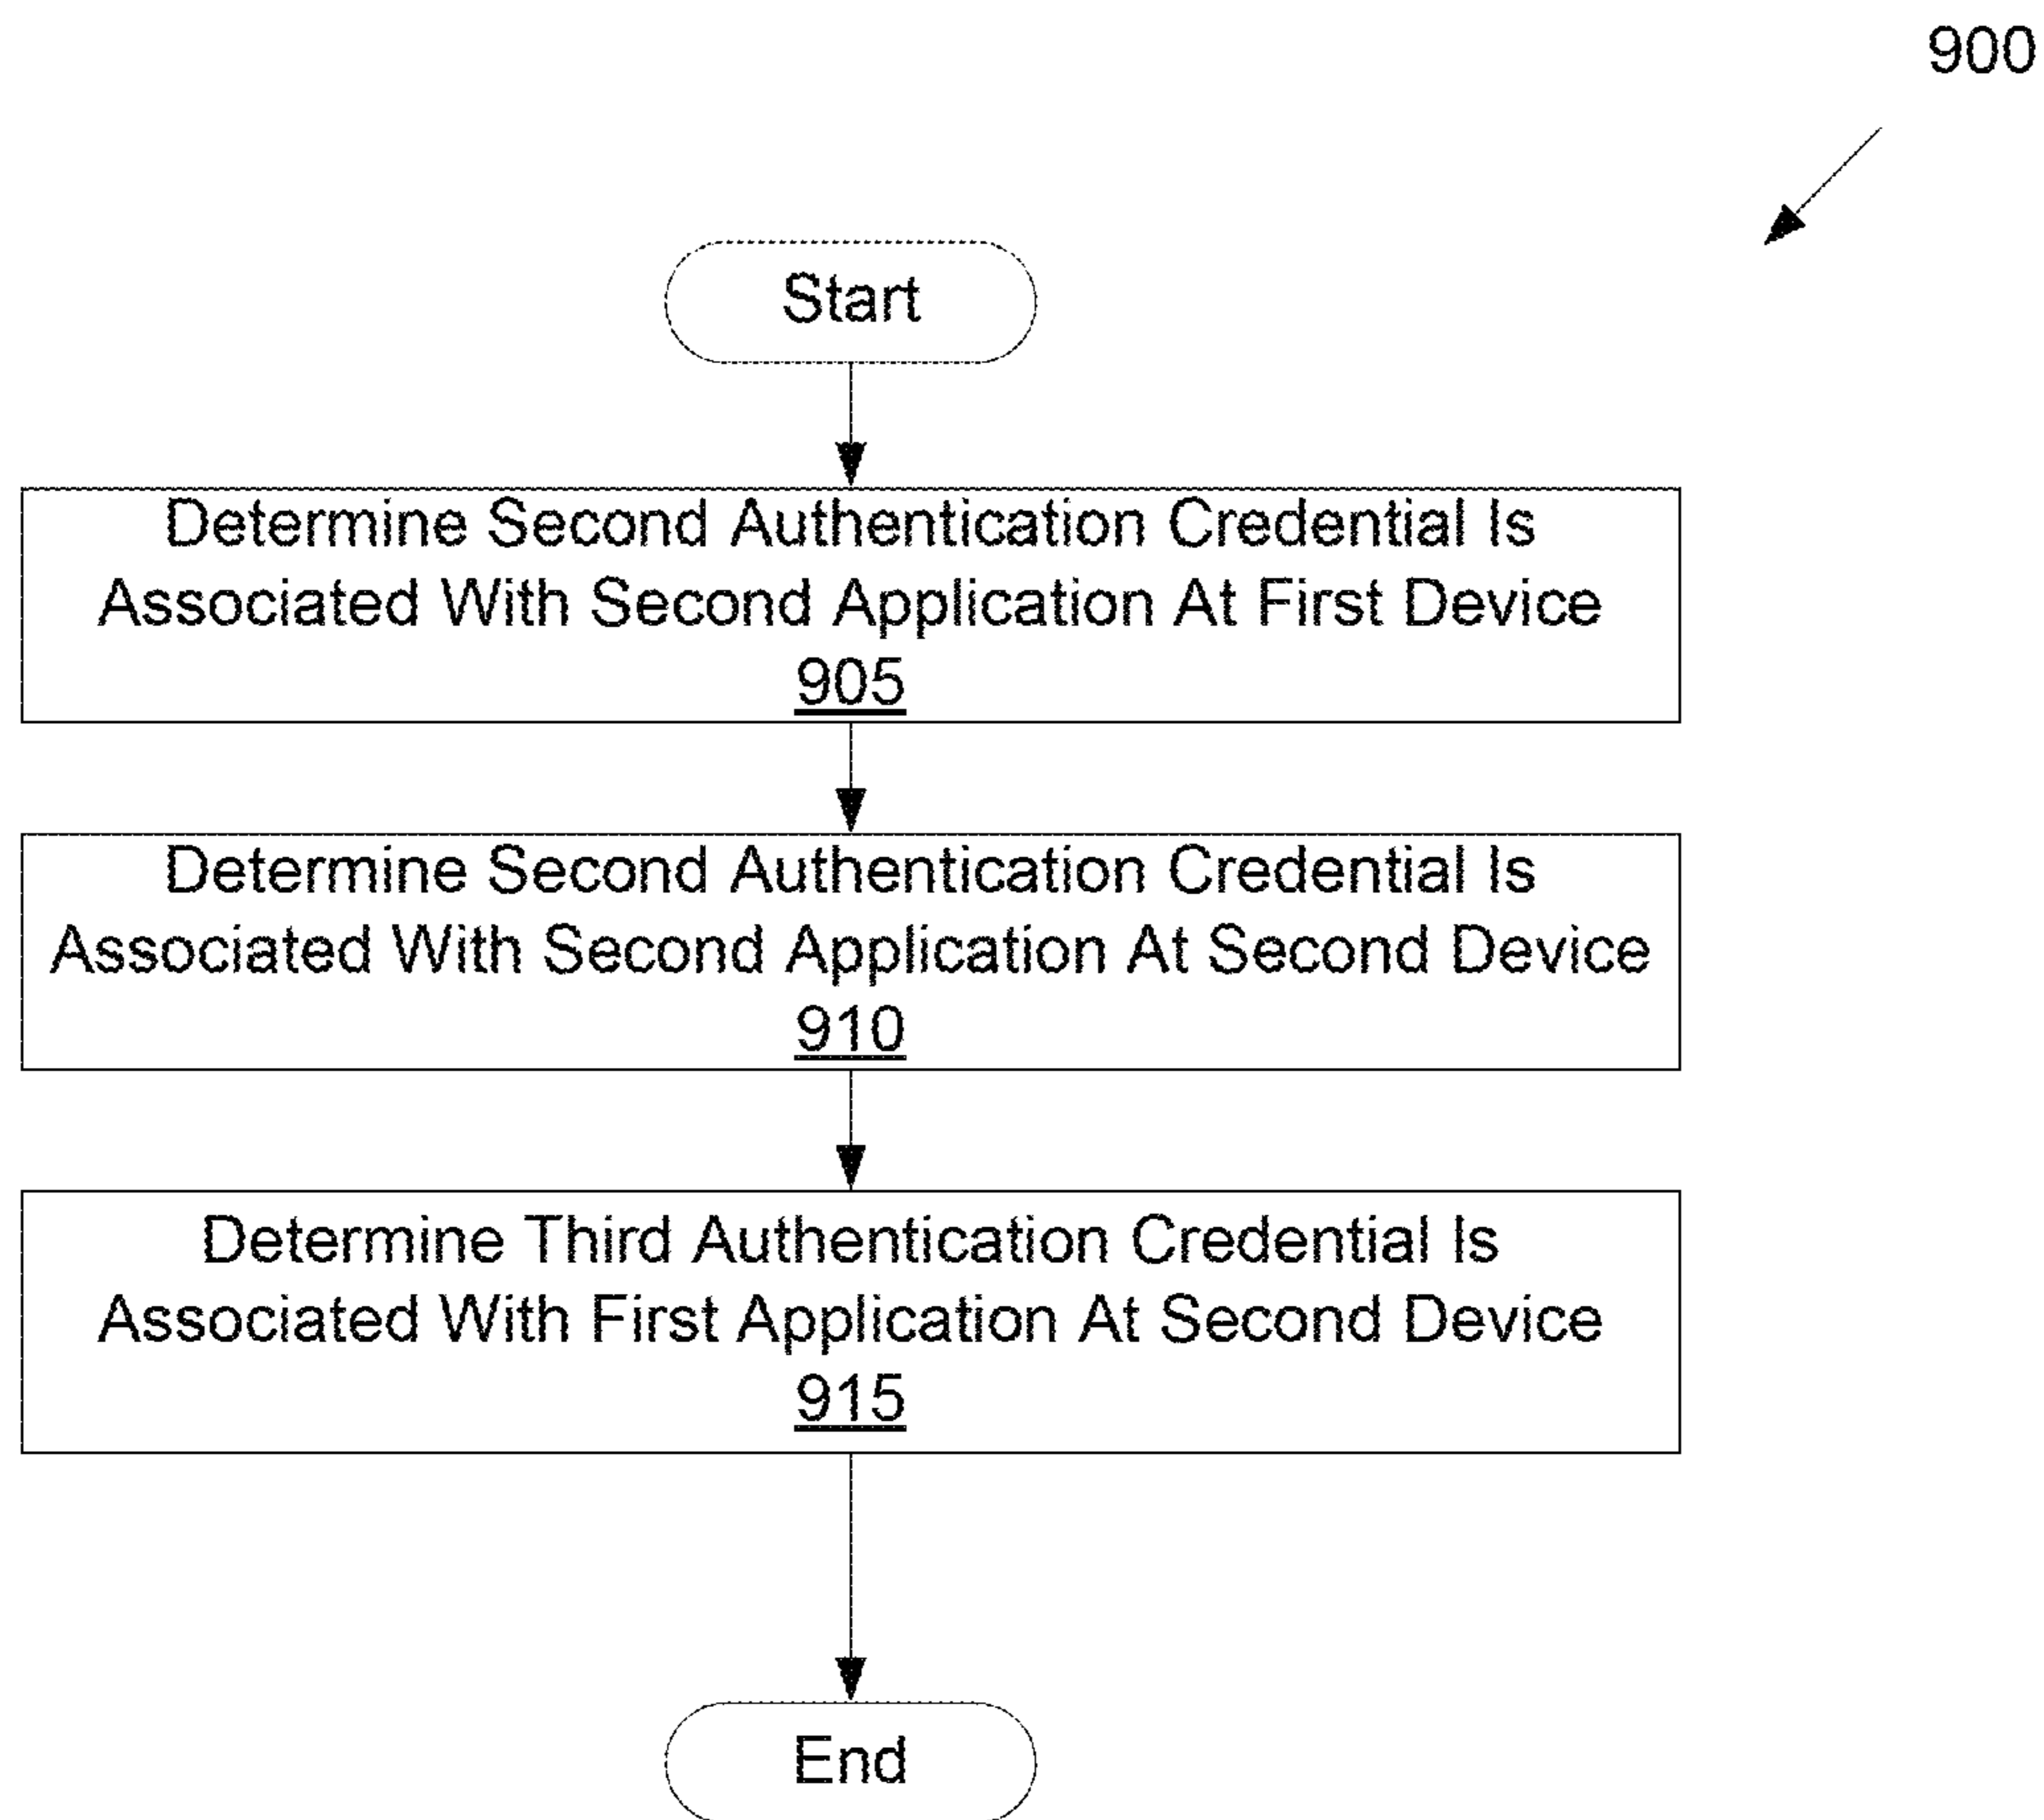 900
Start
Determine Second Authentication Credential Is
Associated With Second Application At First Device
905
Determine Second Authentication Credential Is
Associated With Second Application At Second Device
910
Determine Third Authentication Credential Is
Associated With First Application At Second Device
915
End